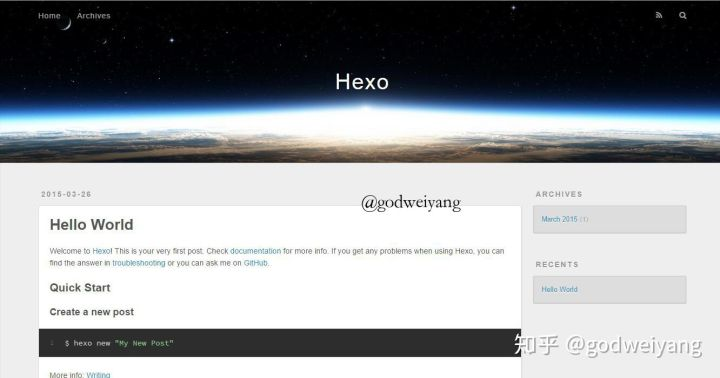 Home Archives
Hexo
2015-03-26
@godweiyang
Hello World
Welcome to Hexo! This is your very first post. Check documentation for more info. If you get any problems when using Hexo, you can
find the answer in troubleshooting or you can ask me on GitHub.
Quick Start
Create a new post
1 $ hexo new "My New Post"
More info: Writing
ARCHIVES
March 2015 (1)
RECENTS
Hello World
知乎 @godweiyang